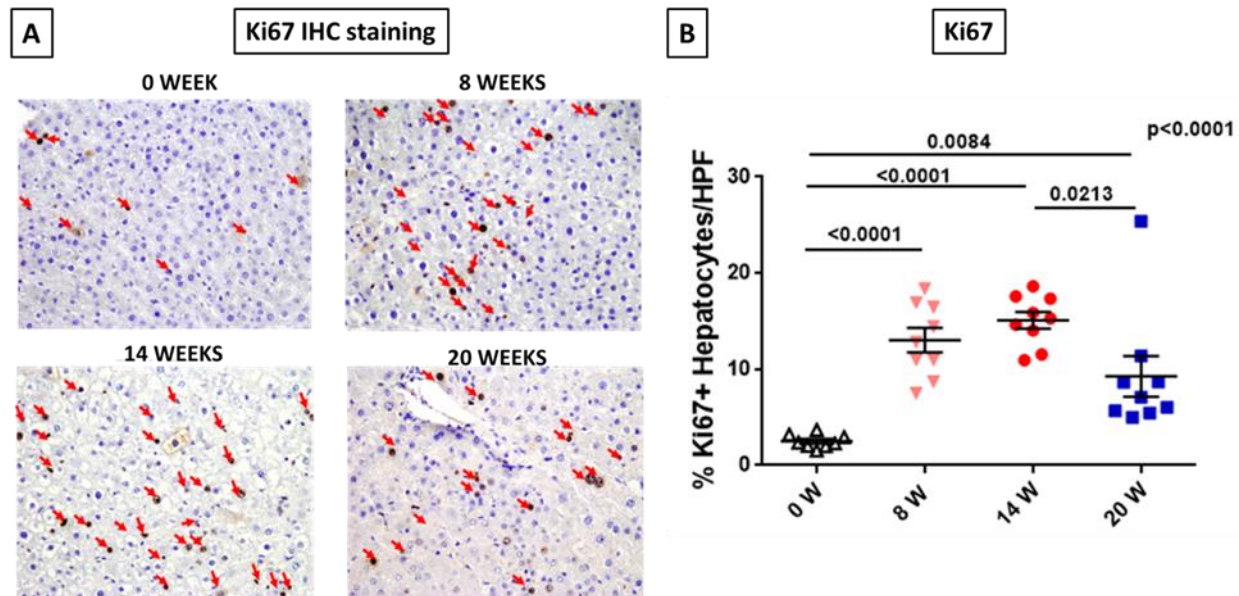 A
Ki67 IHC staining
0 WEEK
8 WEEKS
14 WEEKS
20 WEEKS
B
Ki67
p<0.0001
0.0084
<0.0001
0.0213
<0.0001
% Ki67+ Hepatocytes/HPF
30
20
10
0
0 W
8 W
14 W
20 W